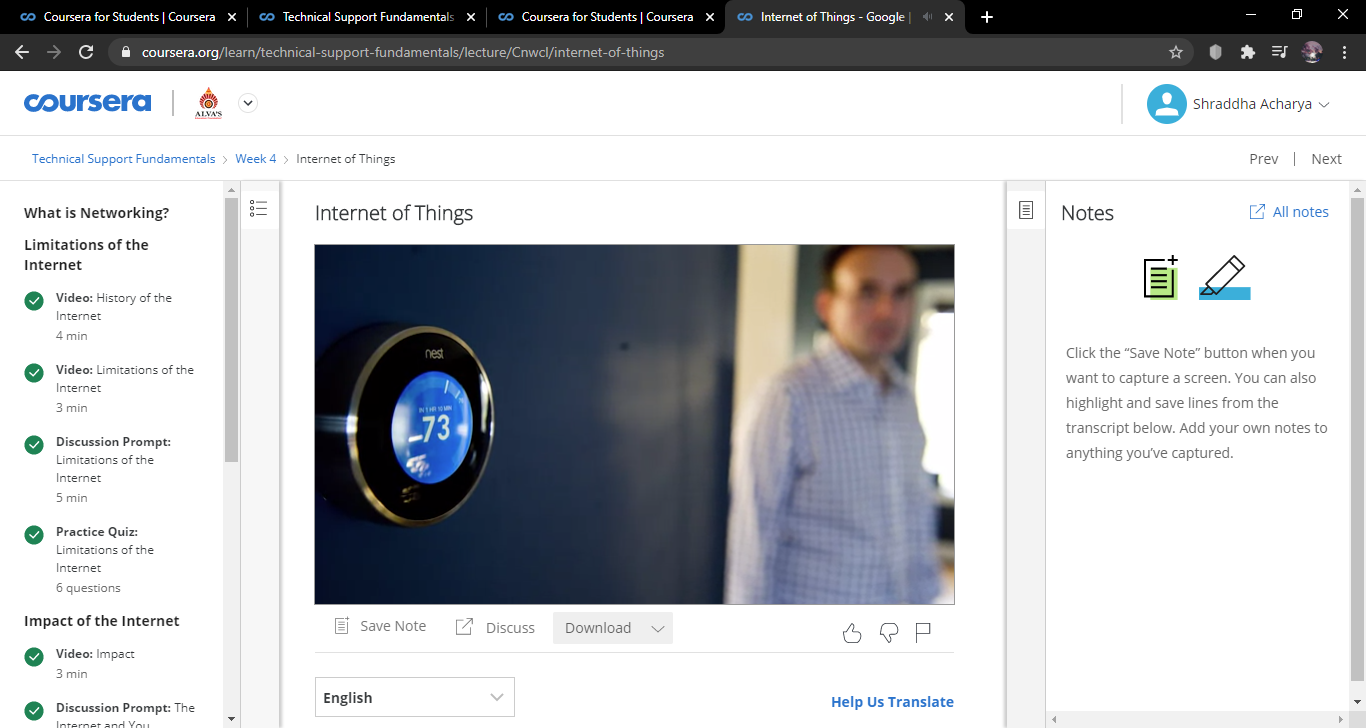 Coursera for Students | Coursera
Technical Support Fundamentals
Coursera for Students | Coursera
Internet of Things - Google |
coursera.org/learn/technical-support-fundamentals/lecture/Cnwcl/internet-of-things
coursera
ALVA'S
Shraddha Acharya
Technical Support Fundamentals
Week 4
Internet of Things
Prev | Next
What is Networking?
Limitations of the
Internet
Video: History of the
Internet
4 min
Video: Limitations of the
Internet
3 min
Discussion Prompt:
Limitations of the
Internet
5 min
Practice Quiz:
Limitations of the
Internet
6 questions
Impact of the Internet
Video: Impact
3 min
Discussion Prompt: The
Internet and You
Internet of Things
nest
IN 1 HR 10 MIN
73
Save Note
Discuss
Download
English
Help Us Translate
Notes
All notes
Click the “Save Note” button when you
want to capture a screen. You can also
highlight and save lines from the
transcript below. Add your own notes to
anything you’ve captured.